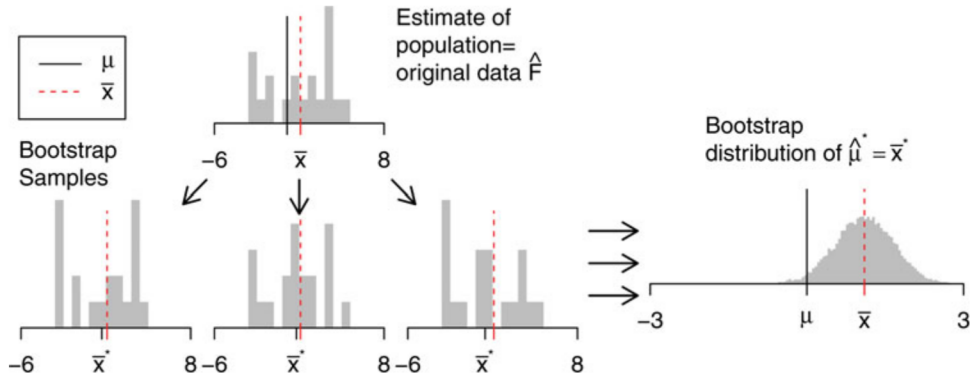 μ
x̄
Estimate of
population=
original data F̂
-6 x̄ 8
Bootstrap
Samples
-6 x̄* 8
-6 x̄* 8
-6 x̄* 8
Bootstrap
distribution of μ̂* = x̄*
-3 μ x̄ 3